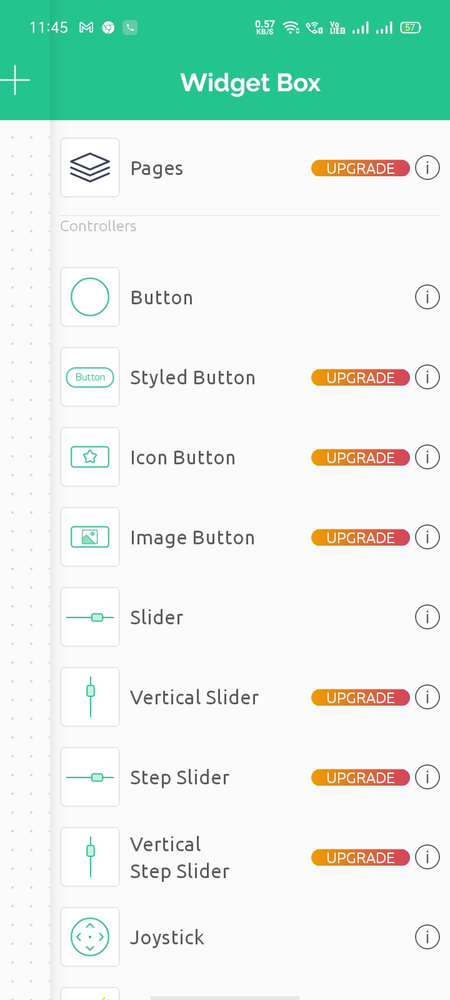 11:45
0.57
KB/S
Vo
LTE2
57
Widget Box
Pages
UPGRADE
i
Controllers
Button
i
Button
Styled Button
UPGRADE
i
Icon Button
UPGRADE
i
Image Button
UPGRADE
i
Slider
i
Vertical Slider
UPGRADE
i
Step Slider
UPGRADE
i
Vertical
Step Slider
UPGRADE
i
Joystick
i